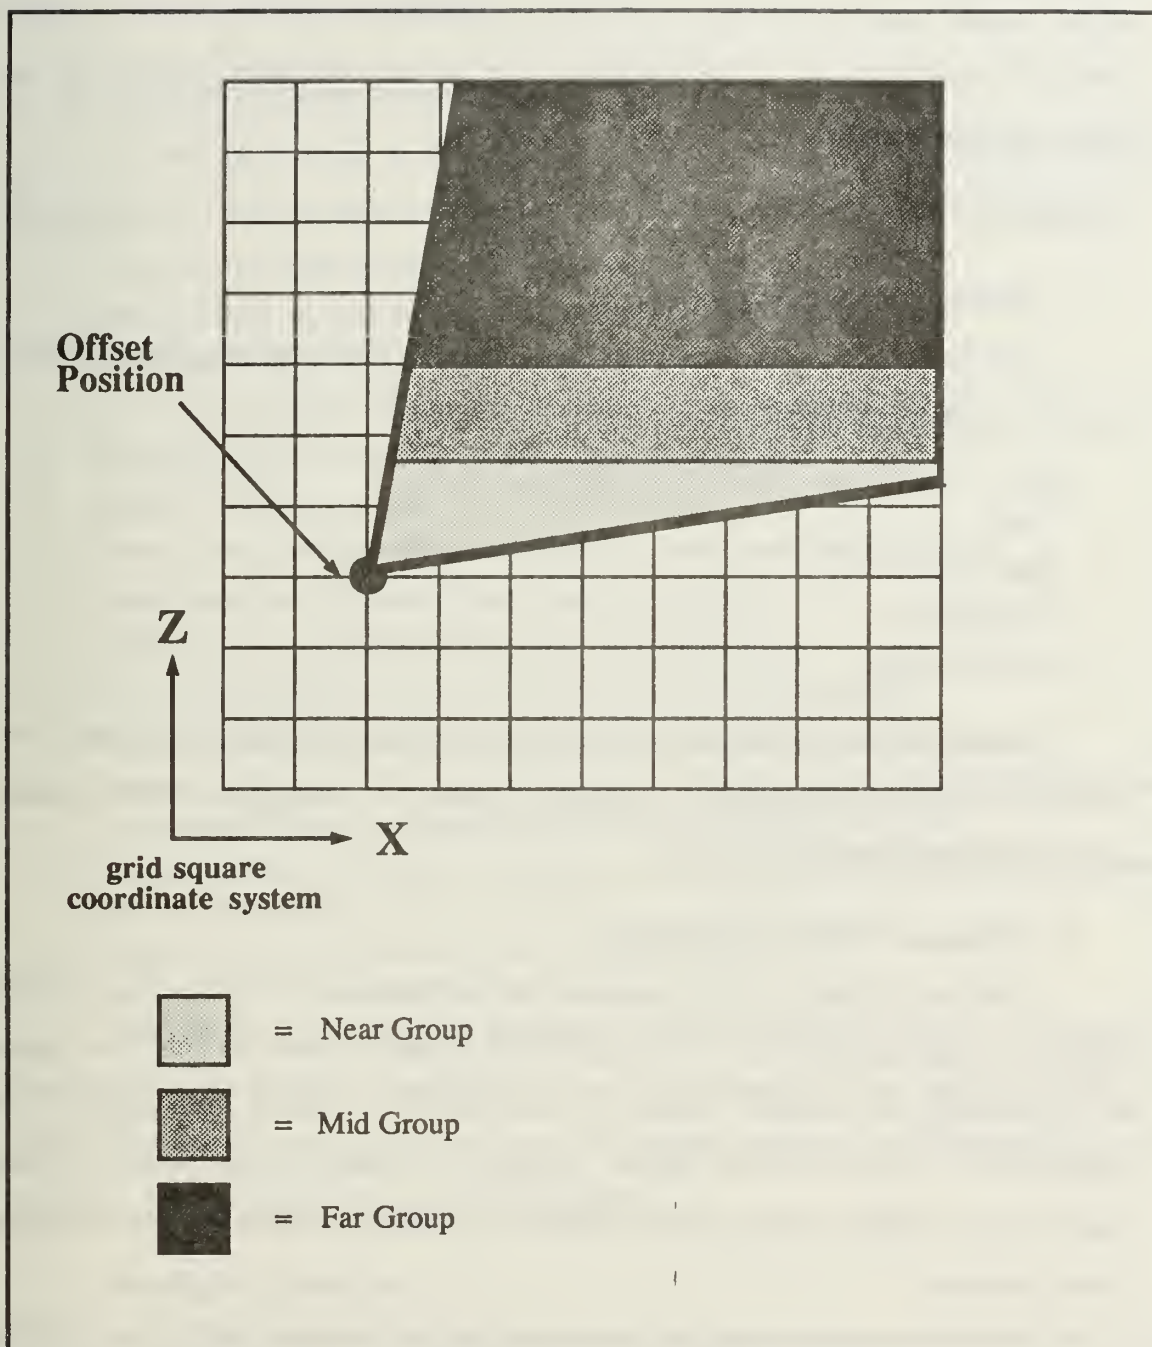 Offset
Position
Z
X
grid square
coordinate system
= Near Group
= Mid Group
= Far Group